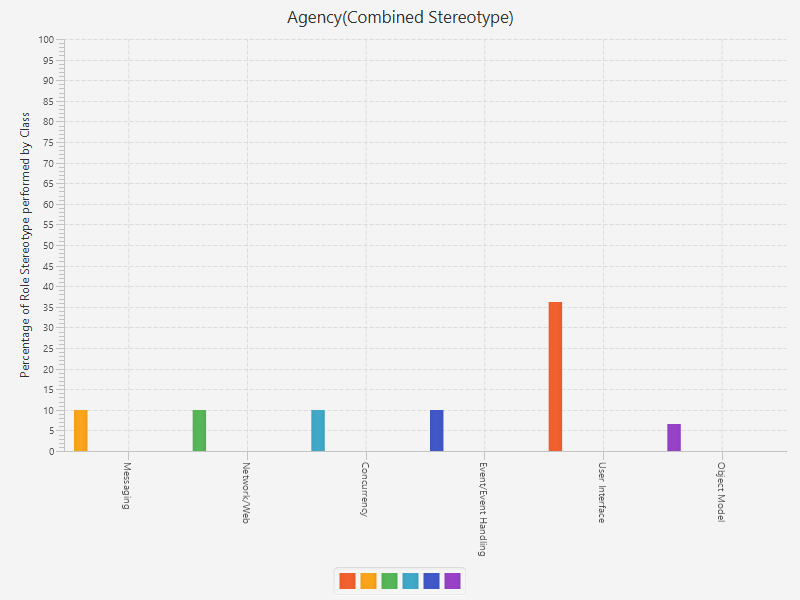 Agency(Combined Stereotype)
Percentage of Role Stereotype performed by Class
100
95
90
85
80
75
70
65
60
55
50
45
40
35
30
25
20
15
10
5
0
Messaging
Network/Web
Concurrency
Event/Event Handling
User Interface
Object Model